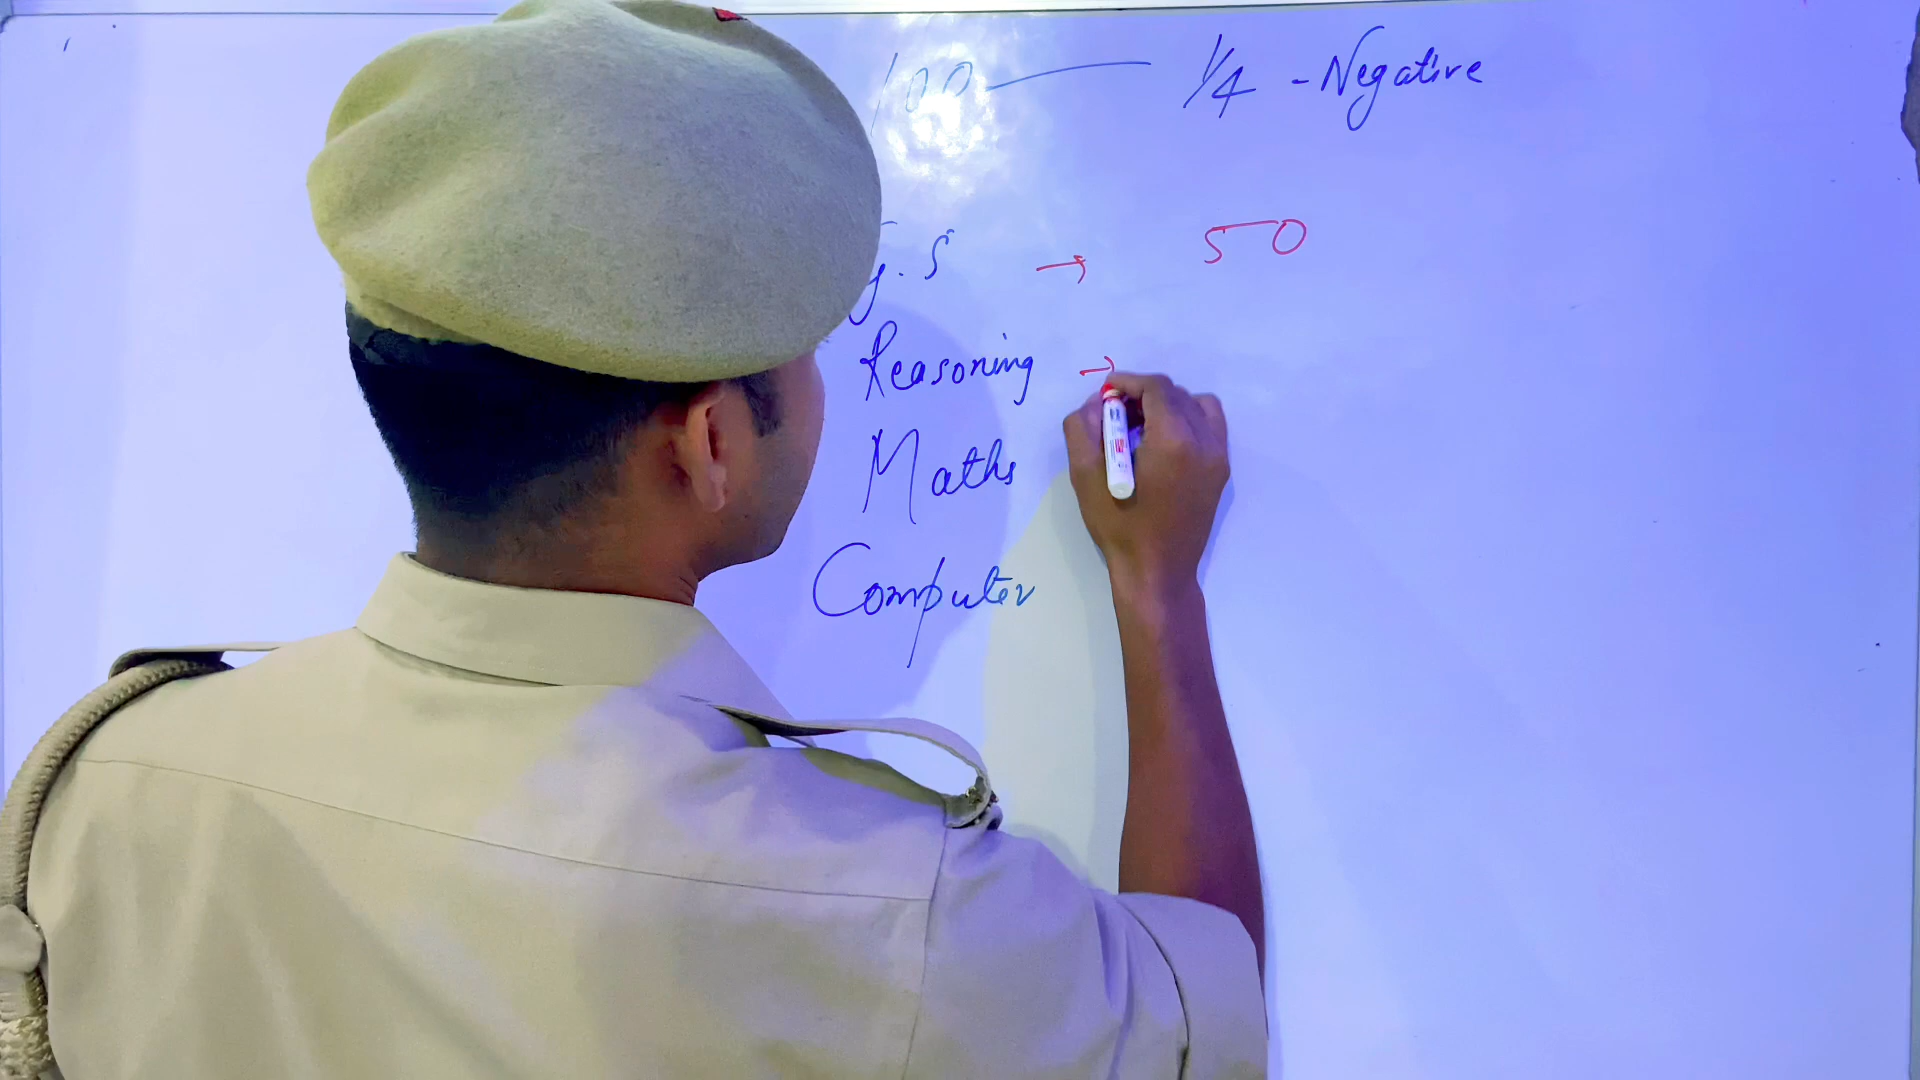 100 — 1/4 - Negative
G.S → 50
Reasoning →
Maths
Computer